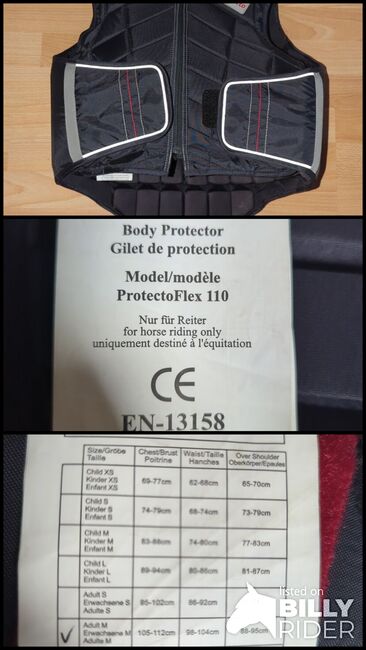 Body Protector
Gilet de protection
Model/modèle
ProtectoFlex 110
Nur für Reiter
for horse riding only
uniquement destiné à l'équitation
CE
EN-13158
Size/Größe Taille Chest/Brust Poitrine Waist/Taille Hanches Over Shoulder Oberkörper/Epaules
Child XS Kinder XS Enfant XS 69-77cm 62-68cm 65-70cm
Child S Kinder S Enfant S 74-79cm 68-74cm 73-79cm
Child M Kinder M Enfant M 83-88cm 74-80cm 77-83cm
Child L Kinder L Enfant L 89-94cm 80-86cm 81-87cm
Adult S Erwachsene S Adulte S 95-102cm 86-92cm
Adult M Erwachsene M Adulte M 105-112cm 98-104cm 88-95cm
listed on
BILLY
RIDER